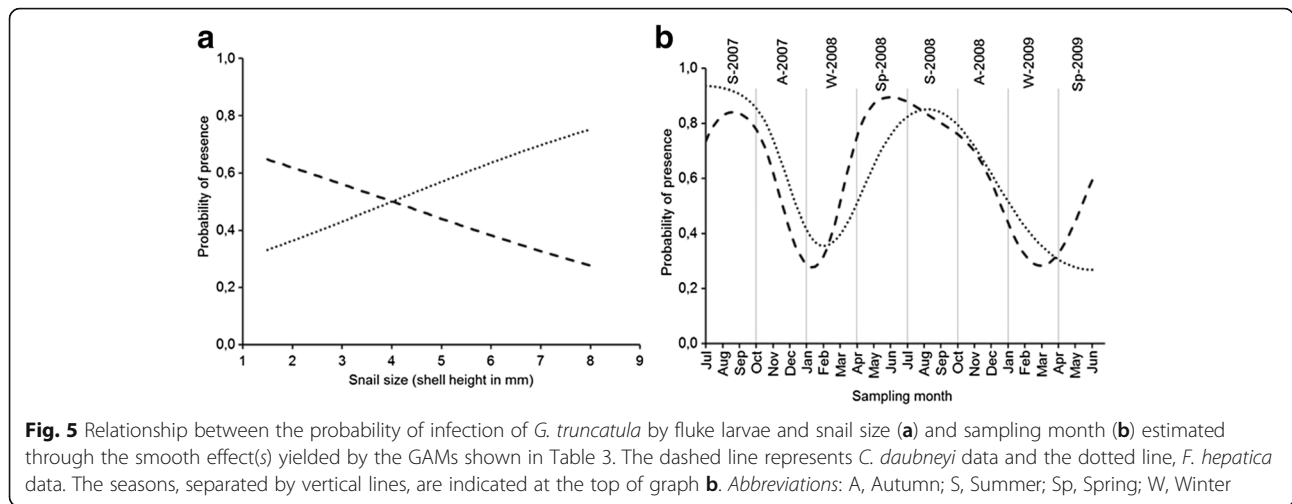 a
1,0
0,8
0,6
0,4
0,2
0,0
Probability of presence
1 2 3 4 5 6 7 8 9
Snail size (shell height in mm)
b
S-2007 A-2007 W-2008 Sp-2008 S-2008 A-2008 W-2009 Sp-2009
1,0
0,8
0,6
0,4
0,2
0,0
Probability of presence
Jul Aug Sep Oct Nov Dec Jan Feb Mar Apr May Jun Jul Aug Sep Oct Nov Dec Jan Feb Mar Apr May Jun
Sampling month
Fig. 5 Relationship between the probability of infection of G. truncatula by fluke larvae and snail size (a) and sampling month (b) estimated
through the smooth effect(s) yielded by the GAMs shown in Table 3. The dashed line represents C. daubneyi data and the dotted line, F. hepatica
data. The seasons, separated by vertical lines, are indicated at the top of graph b. Abbreviations: A, Autumn; S, Summer; Sp, Spring; W, Winter